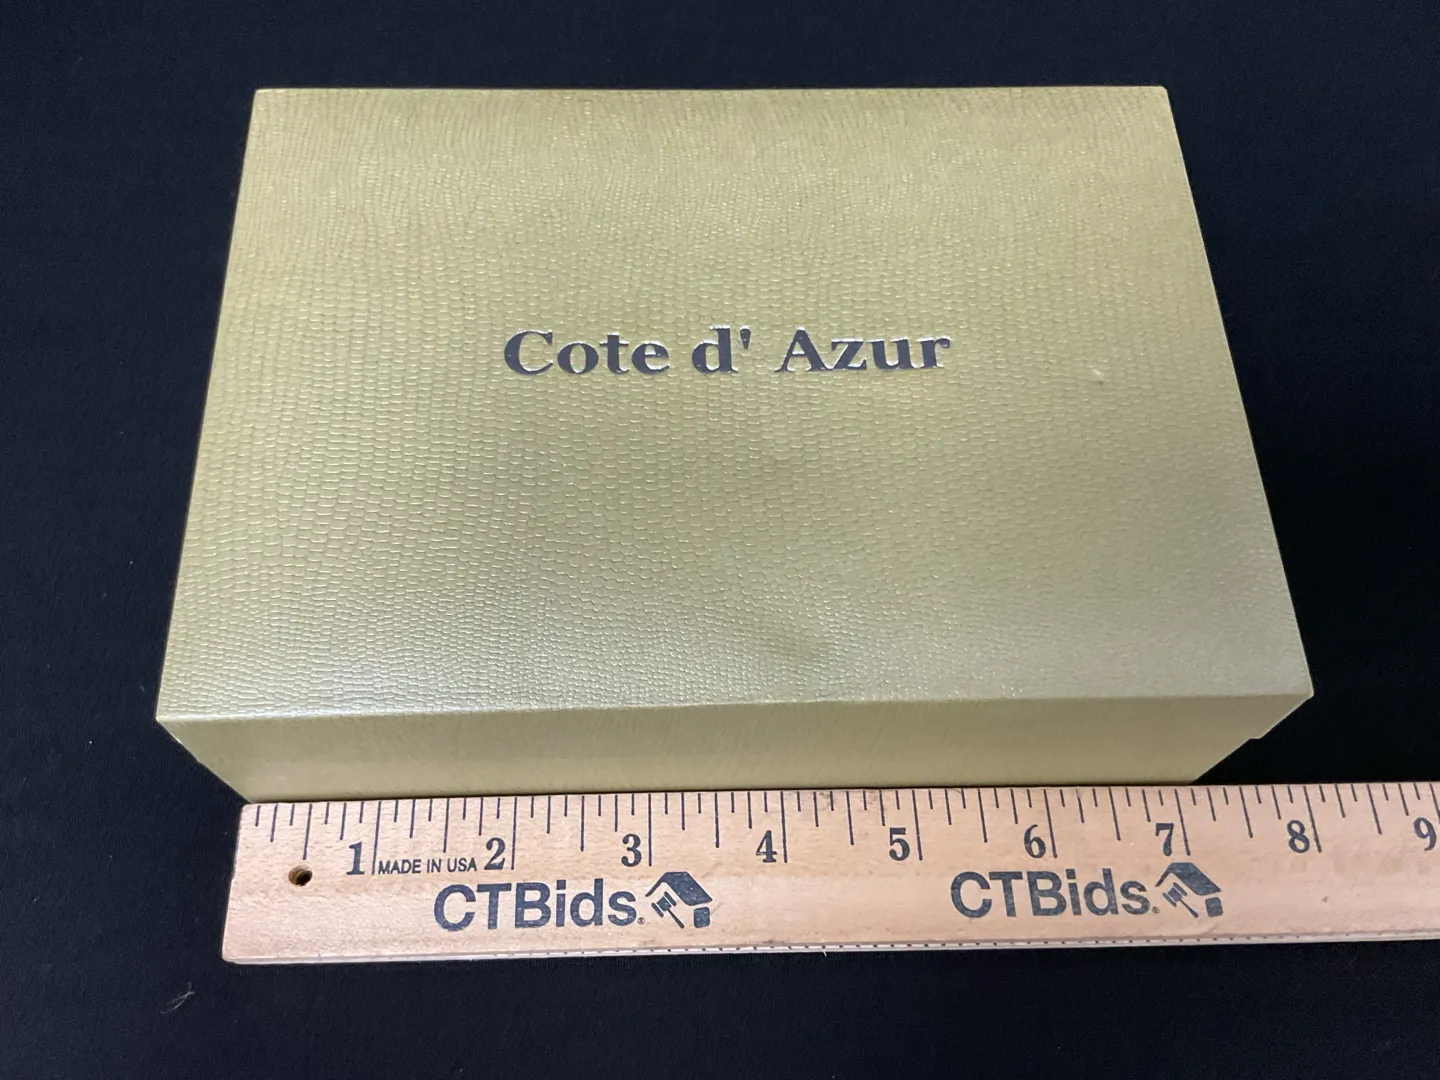 Cote d' Azur
1 MADE IN USA 2 3 4 5 6 7 8 9
CTBids. CTBids.